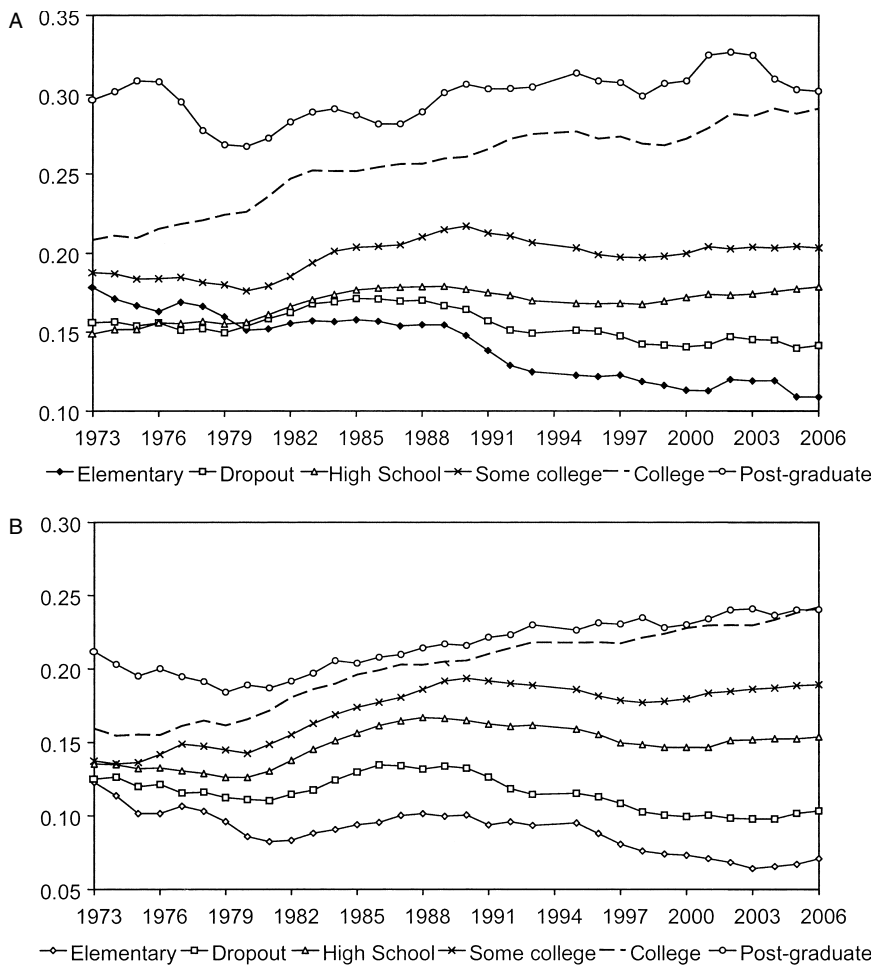 A
0.35
0.30
0.25
0.20
0.15
0.10
1973 1976 1979 1982 1985 1988 1991 1994 1997 2000 2003 2006
Elementary Dropout High School Some college College Post-graduate
B
0.30
0.25
0.20
0.15
0.10
0.05
1973 1976 1979 1982 1985 1988 1991 1994 1997 2000 2003 2006
Elementary Dropout High School Some college College Post-graduate